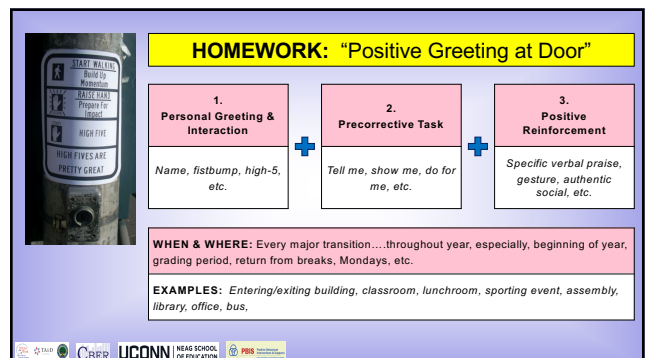 HOMEWORK: “Positive Greeting at Door”
START WALKING
Build Up
Momentum
RAISE HAND
Prepare For
Impact
HIGH FIVE
HIGH FIVES ARE
PRETTY GREAT
1.
Personal Greeting &
Interaction
Name, fistbump, high-5,
etc.
2.
Precorrective Task
Tell me, show me, do for
me, etc.
3.
Positive
Reinforcement
Specific verbal praise,
gesture, authentic
social, etc.
WHEN & WHERE: Every major transition....throughout year, especially, beginning of year,
grading period, return from breaks, Mondays, etc.
EXAMPLES: Entering/exiting building, classroom, lunchroom, sporting event, assembly,
library, office, bus,
CBER
UCONN
NEAG SCHOOL
OF EDUCATION
PBIS